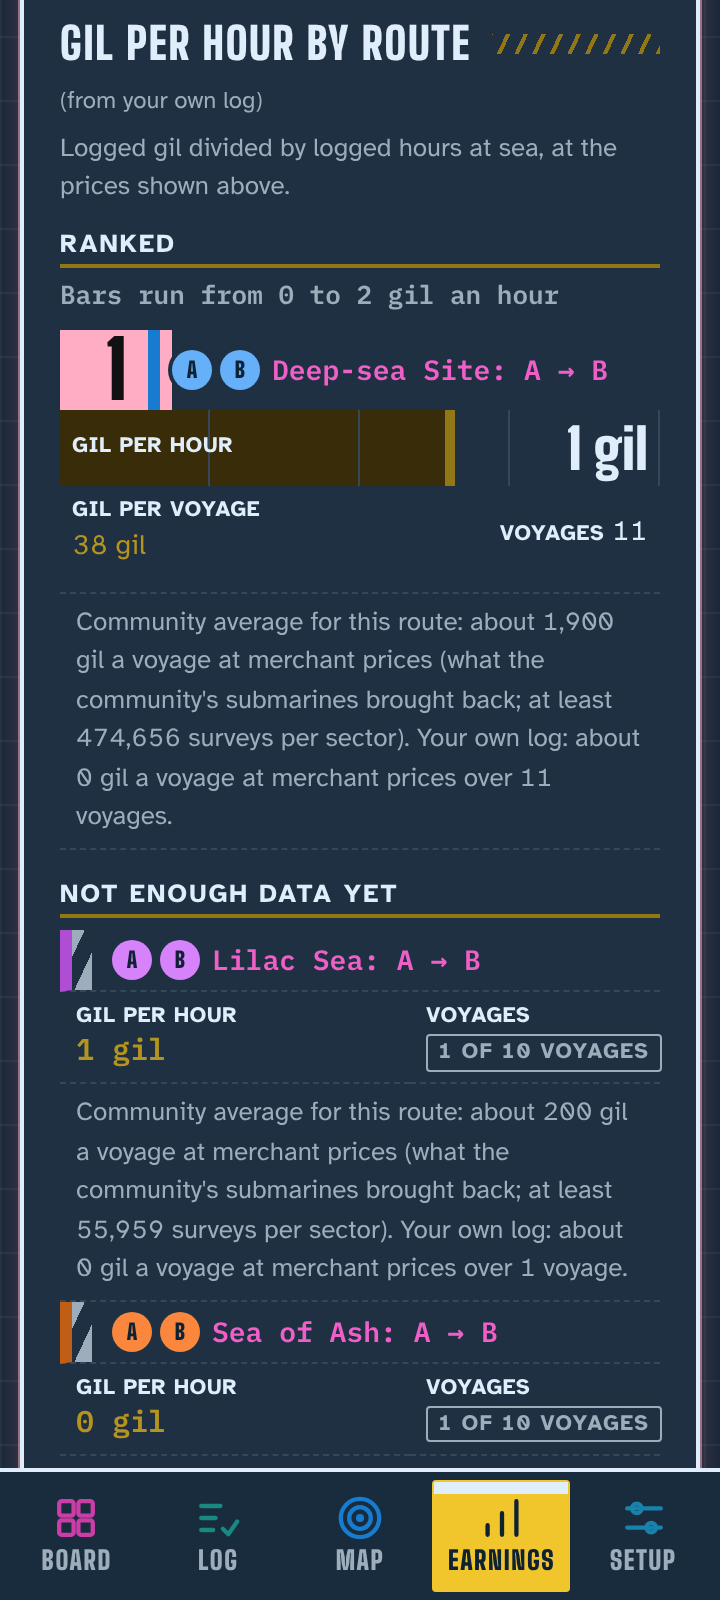 GIL PER HOUR BY ROUTE
(from your own log)
Logged gil divided by logged hours at sea, at the
prices shown above.
RANKED
Bars run from 0 to 2 gil an hour
1 A B Deep-sea Site: A → B
GIL PER HOUR 1 gil
GIL PER VOYAGE
38 gil
VOYAGES 11
Community average for this route: about 1,900
gil a voyage at merchant prices (what the
community's submarines brought back; at least
474,656 surveys per sector). Your own log: about
0 gil a voyage at merchant prices over 11
voyages.
NOT ENOUGH DATA YET
A B Lilac Sea: A → B
GIL PER HOUR
1 gil
VOYAGES
1 OF 10 VOYAGES
Community average for this route: about 200 gil
a voyage at merchant prices (what the
community's submarines brought back; at least
55,959 surveys per sector). Your own log: about
0 gil a voyage at merchant prices over 1 voyage.
A B Sea of Ash: A → B
GIL PER HOUR
0 gil
VOYAGES
1 OF 10 VOYAGES
BOARD
LOG
MAP
EARNINGS
SETUP